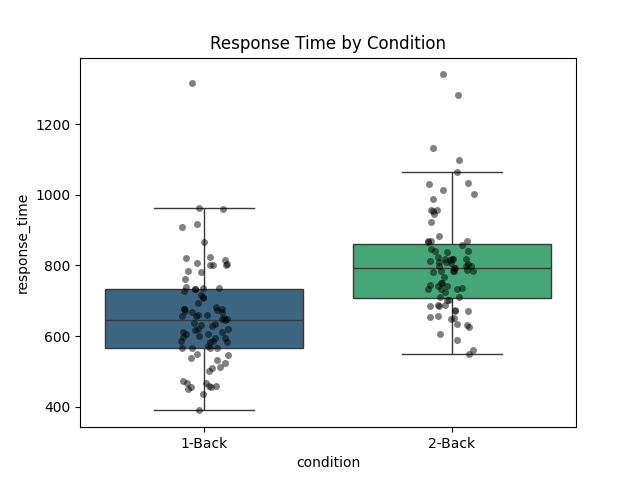 Response Time by Condition
response_time
1200
1000
800
600
400
1-Back 2-Back
condition